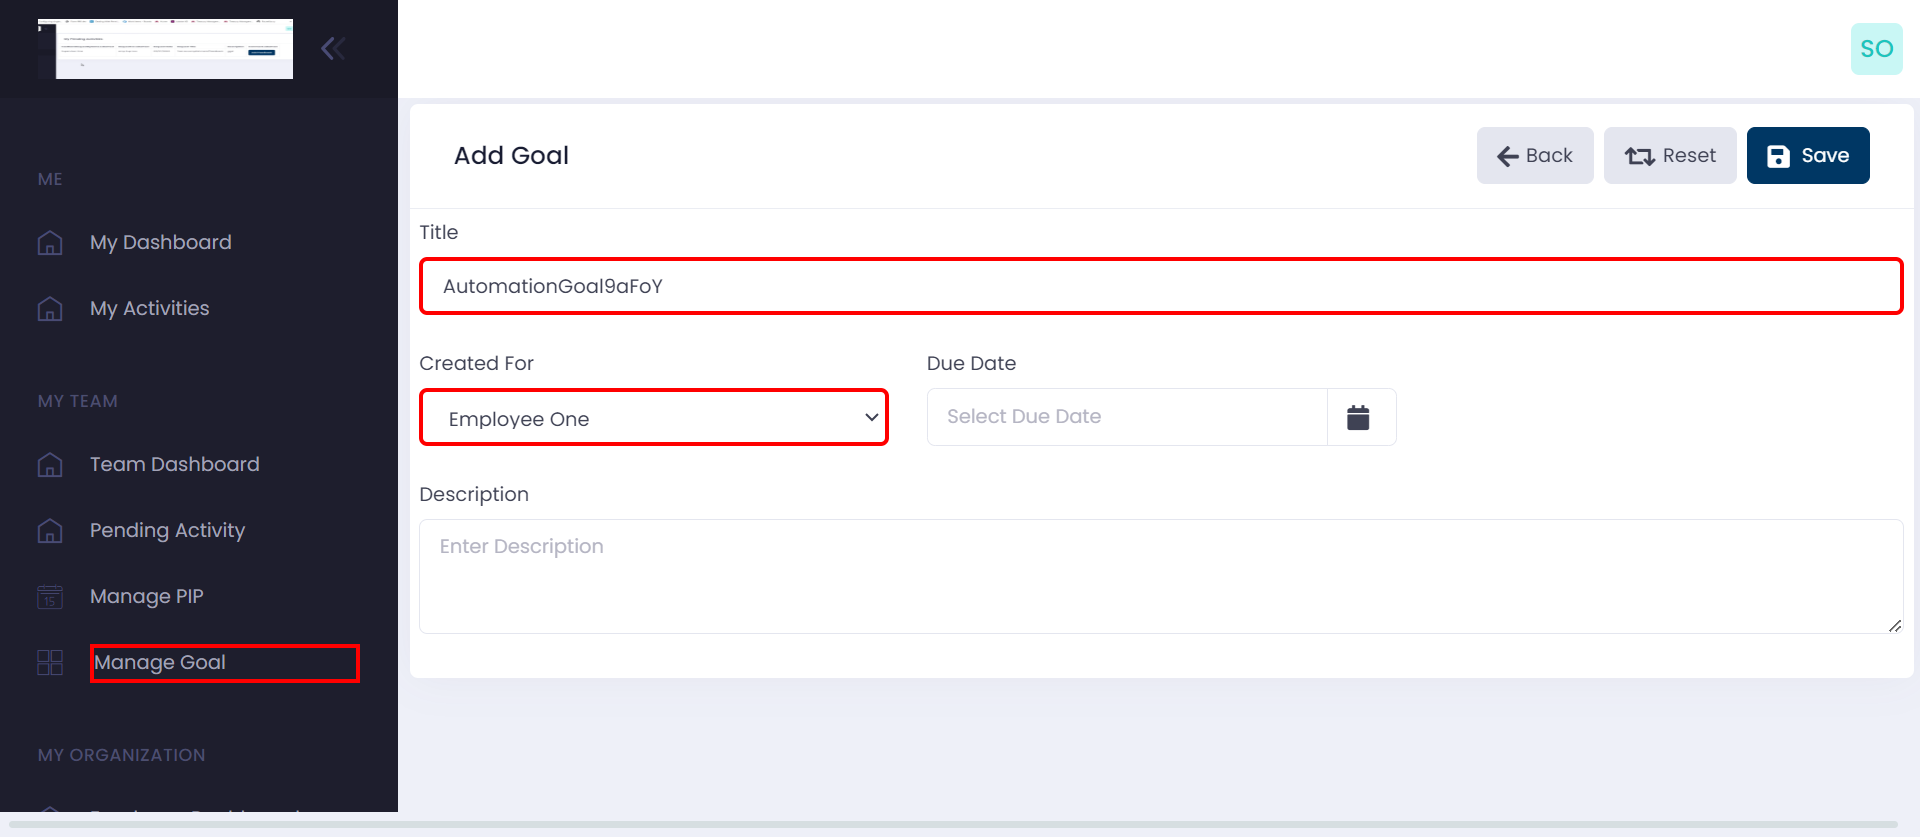 SO
ME
My Dashboard
My Activities
MY TEAM
Team Dashboard
Pending Activity
15
Manage PIP
Manage Goal
MY ORGANIZATION
Add Goal
Back
Reset
Save
Title
AutomationGoal9aFoY
Created For
Due Date
Employee One
Select Due Date
Description
Enter Description